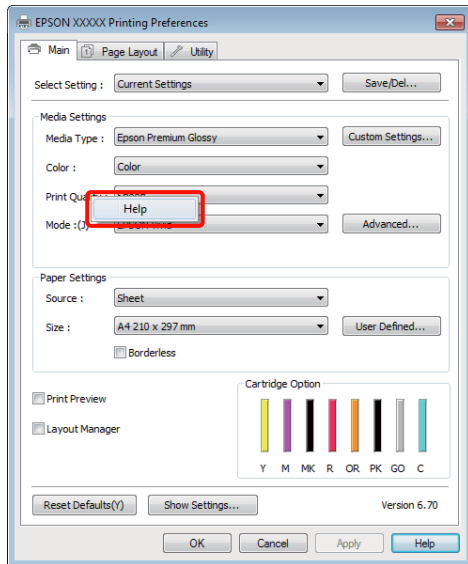 EPSON XXXXX Printing Preferences
Main Page Layout Utility
Select Setting : Current Settings Save/Del...
Media Settings
Media Type : Epson Premium Glossy Custom Settings...
Color : Color
Print Qua
Help
Mode :(J) Advanced...
Paper Settings
Source : Sheet
Size : A4 210 x 297 mm User Defined...
Borderless
Print Preview
Layout Manager
Cartridge Option
Y M MK R OR PK GO C
Reset Defaults(Y) Show Settings... Version 6.70
OK Cancel Apply Help